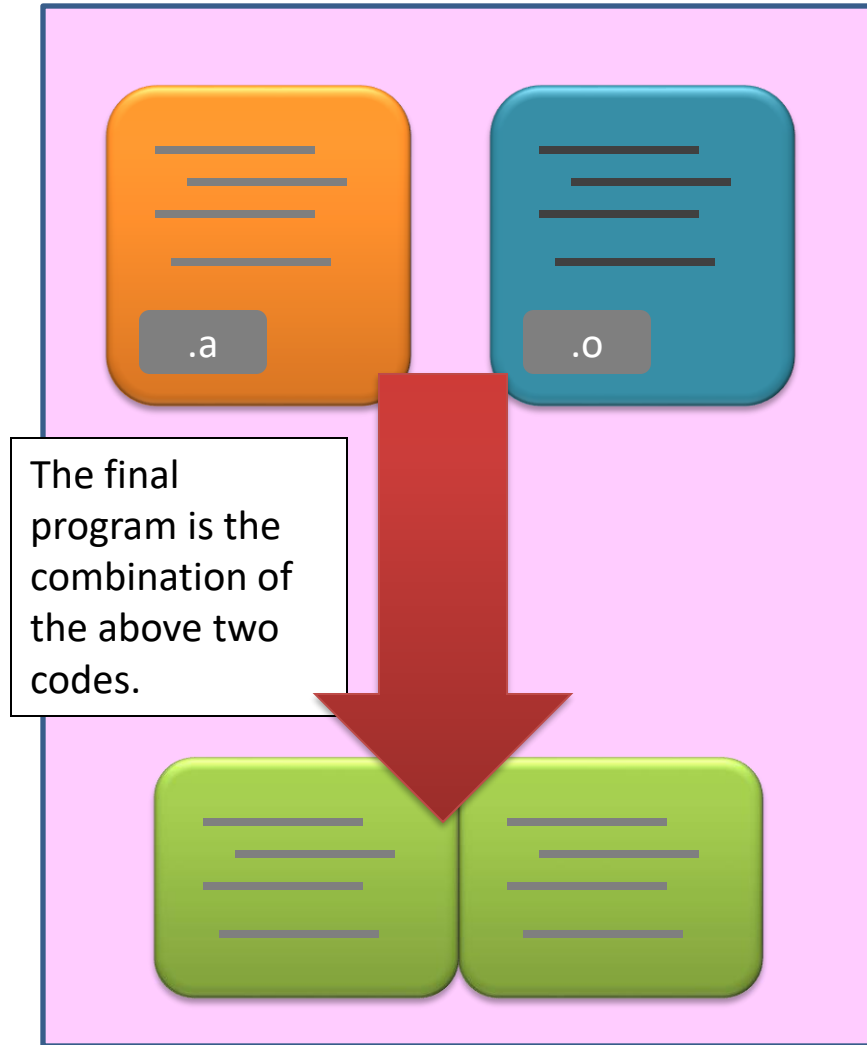 .a
.o
The final
program is the
combination of
the above two
codes.